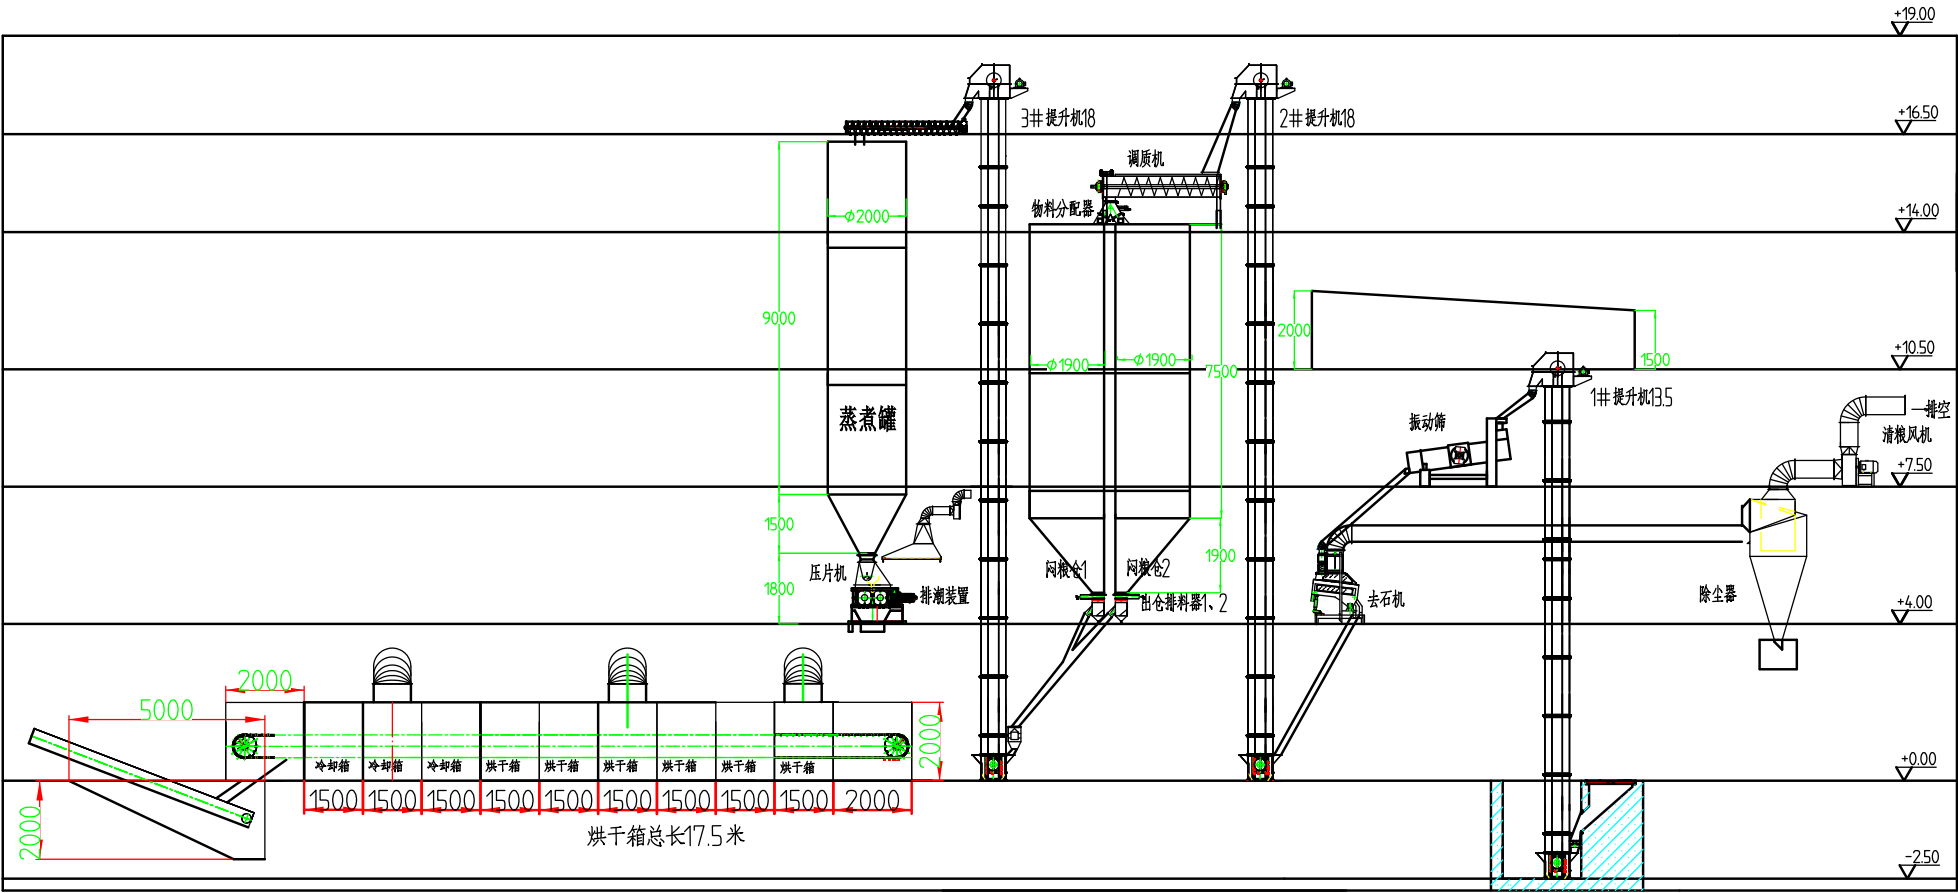 +19.00
3#提升机18
2#提升机18
+16.50
调质机
物料分配器
ϕ2000
+14.00
9000
2000
1500
+10.50
ϕ1900
ϕ1900
7500
1#提升机13.5
蒸煮罐
振动筛
排空
清粮风机
+7.50
1500
1900
压片机
1800
排潮装置
闷粮仓1
闷粮仓2
出仓排料器1、2
去石机
除尘器
+4.00
2000
5000
2000
冷却箱
冷却箱
冷却箱
烘干箱
烘干箱
烘干箱
烘干箱
烘干箱
烘干箱
+0.00
1500
1500
1500
1500
1500
1500
1500
1500
1500
2000
2000
烘干箱总长17.5米
-2.50